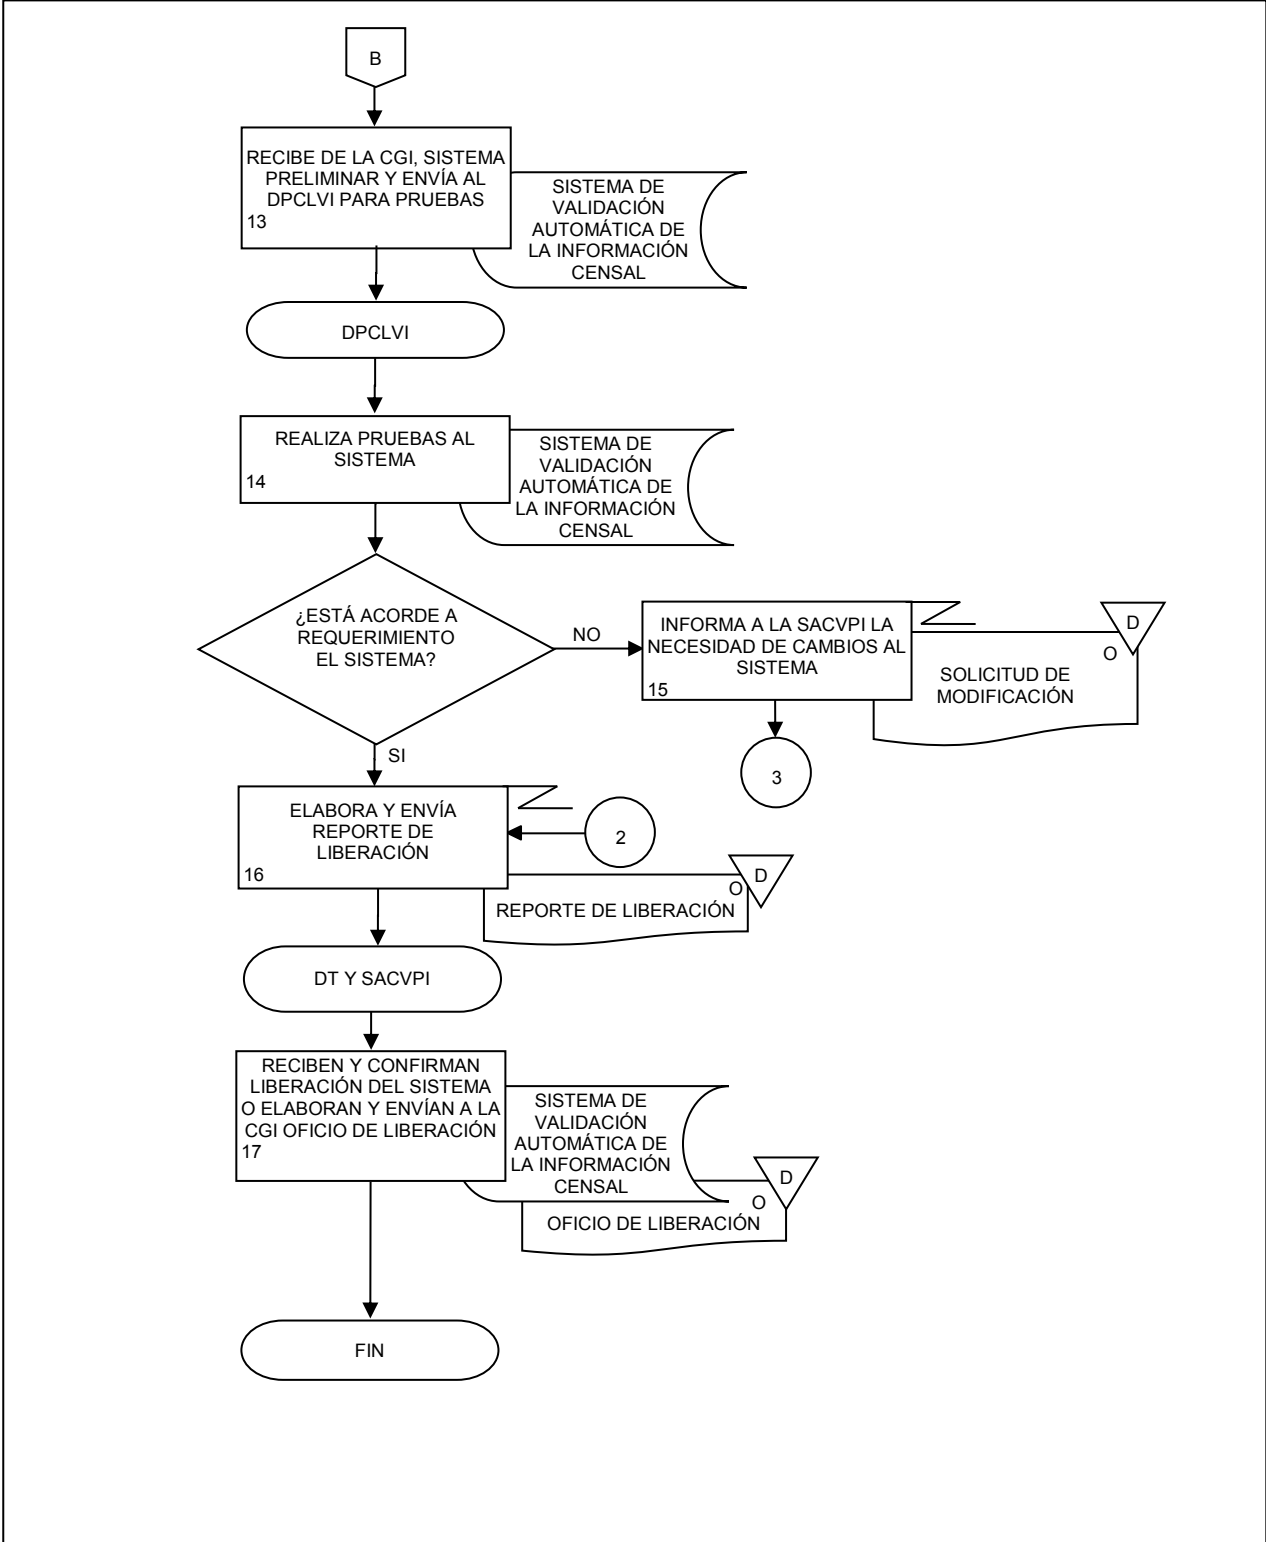 B
RECIBE DE LA CGI, SISTEMA
PRELIMINAR Y ENVÍA AL
DPCLVI PARA PRUEBAS
13
SISTEMA DE
VALIDACIÓN
AUTOMÁTICA DE
LA INFORMACIÓN
CENSAL
DPCLVI
REALIZA PRUEBAS AL
SISTEMA
14
SISTEMA DE
VALIDACIÓN
AUTOMÁTICA DE
LA INFORMACIÓN
CENSAL
¿ESTÁ ACORDE A
REQUERIMIENTO
EL SISTEMA?
NO
INFORMA A LA SACVPI LA
NECESIDAD DE CAMBIOS AL
SISTEMA
15
D
O
SOLICITUD DE
MODIFICACIÓN
3
SI
ELABORA Y ENVÍA
REPORTE DE
LIBERACIÓN
16
2
D
O
REPORTE DE LIBERACIÓN
DT Y SACVPI
RECIBEN Y CONFIRMAN
LIBERACIÓN DEL SISTEMA
O ELABORAN Y ENVÍAN A LA
CGI OFICIO DE LIBERACIÓN
17
SISTEMA DE
VALIDACIÓN
AUTOMÁTICA DE
LA INFORMACIÓN
CENSAL
D
O
OFICIO DE LIBERACIÓN
FIN